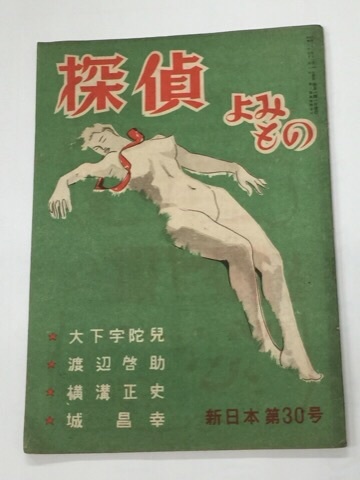 探偵
よみもの
★ 大下宇陀兒
★ 渡辺啓助
★ 横溝正史
★ 城昌幸
新日本 第30号